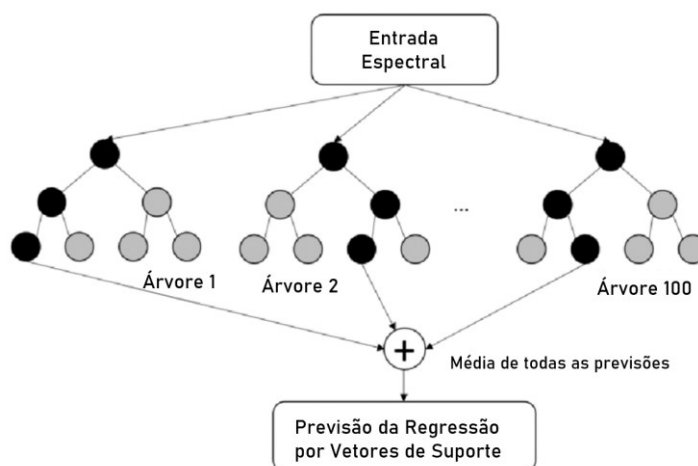 Entrada
Espectral
...
Árvore 1
Árvore 2
Árvore 100
+
Média de todas as previsões
Previsão da Regressão
por Vetores de Suporte